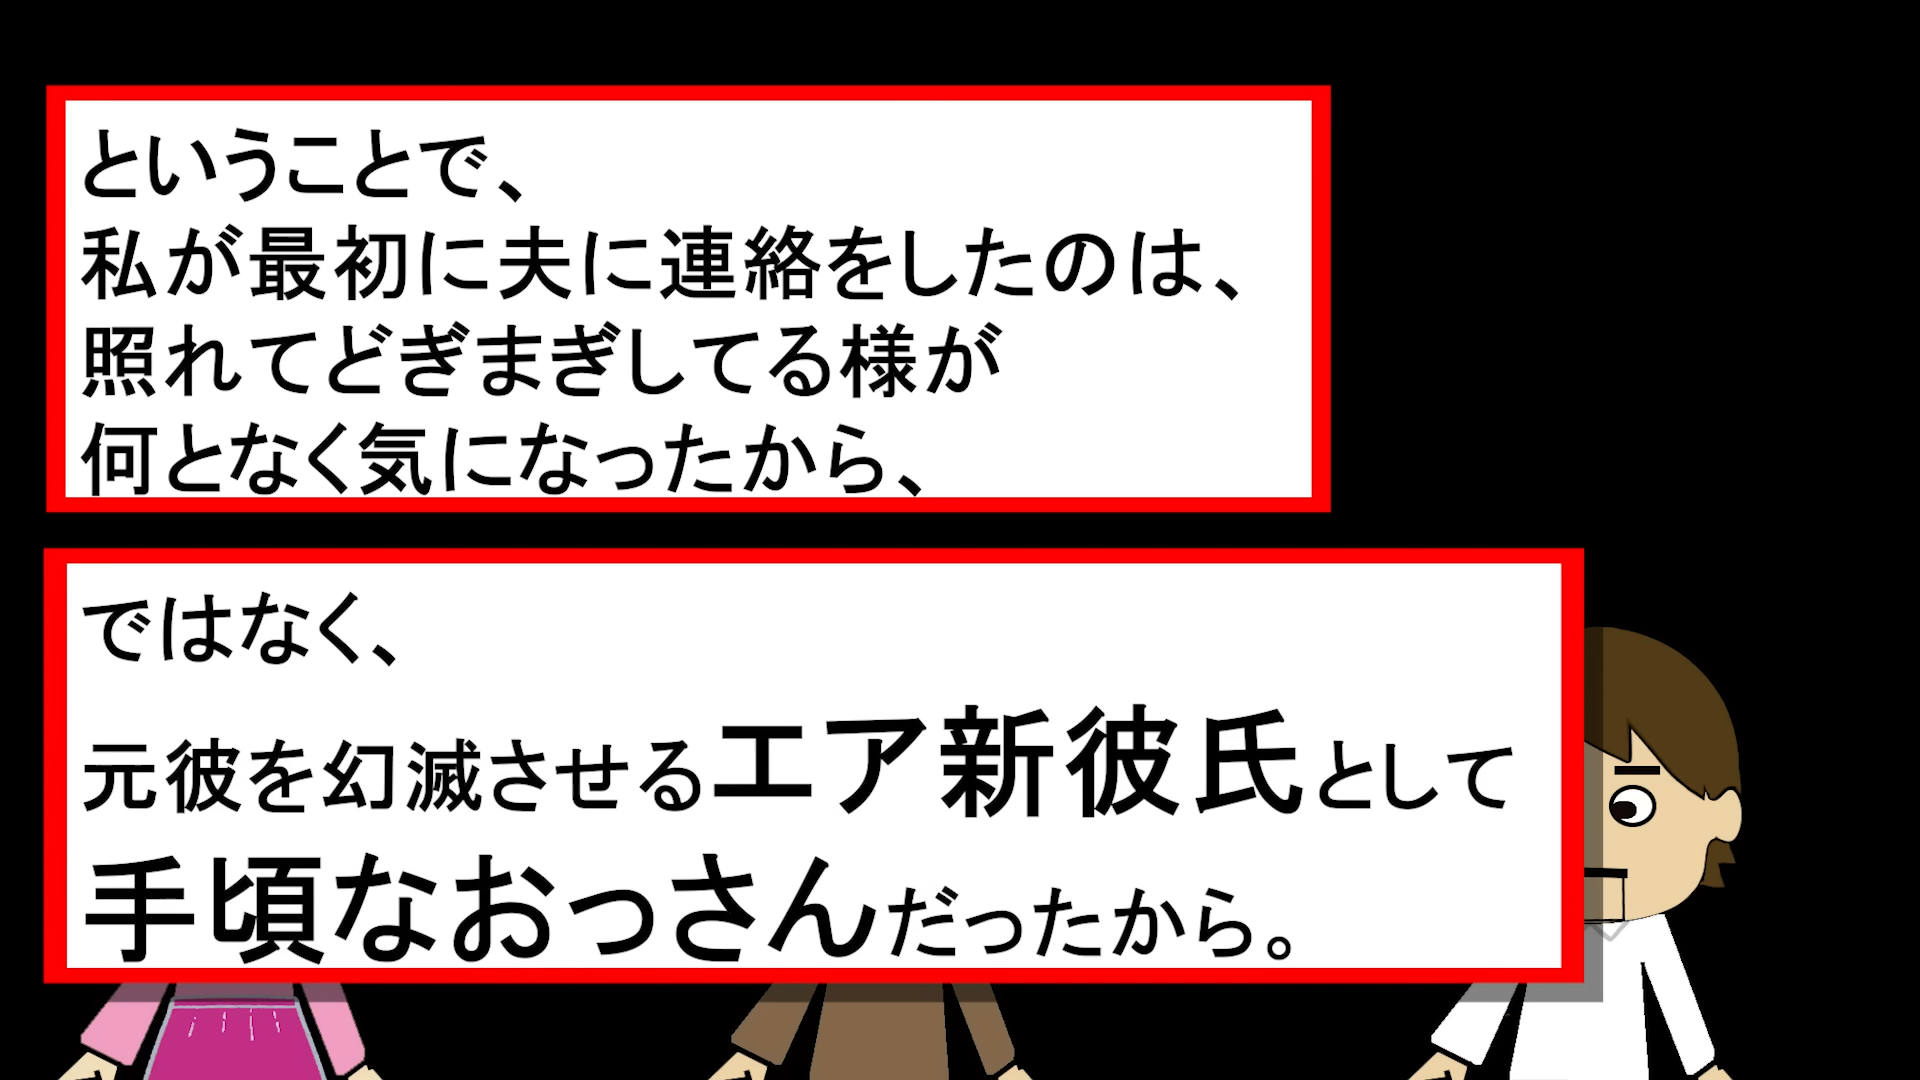 ということで、
私が最初に夫に連絡をしたのは、
照れてどぎまぎしてる様が
何となく気になったから、
ではなく、
元彼を幻滅させるエア新彼氏として
手頃なおっさんだったから。